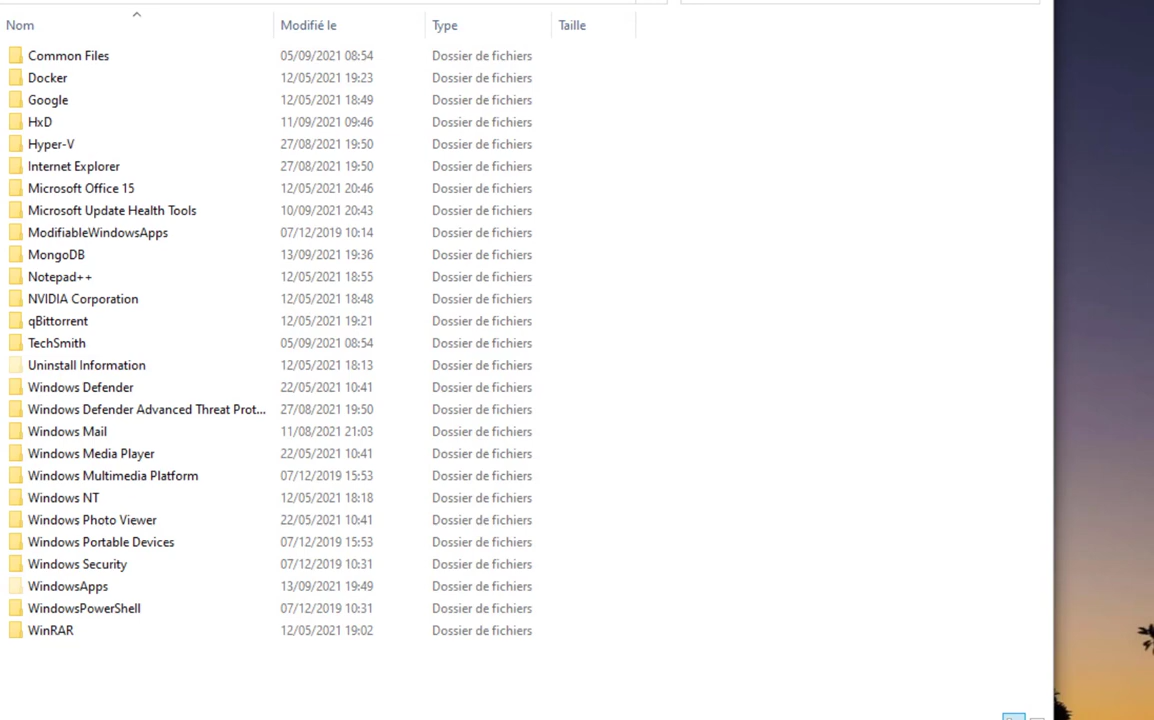 Nom Modifié le Type Taille
Common Files 05/09/2021 08:54 Dossier de fichiers
Docker 12/05/2021 19:23 Dossier de fichiers
Google 12/05/2021 18:49 Dossier de fichiers
HxD 11/09/2021 09:46 Dossier de fichiers
Hyper-V 27/08/2021 19:50 Dossier de fichiers
Internet Explorer 27/08/2021 19:50 Dossier de fichiers
Microsoft Office 15 12/05/2021 20:46 Dossier de fichiers
Microsoft Update Health Tools 10/09/2021 20:43 Dossier de fichiers
ModifiableWindowsApps 07/12/2019 10:14 Dossier de fichiers
MongoDB 13/09/2021 19:36 Dossier de fichiers
Notepad++ 12/05/2021 18:55 Dossier de fichiers
NVIDIA Corporation 12/05/2021 18:48 Dossier de fichiers
qBittorrent 12/05/2021 19:21 Dossier de fichiers
TechSmith 05/09/2021 08:54 Dossier de fichiers
Uninstall Information 12/05/2021 18:13 Dossier de fichiers
Windows Defender 22/05/2021 10:41 Dossier de fichiers
Windows Defender Advanced Threat Prot... 27/08/2021 19:50 Dossier de fichiers
Windows Mail 11/08/2021 21:03 Dossier de fichiers
Windows Media Player 22/05/2021 10:41 Dossier de fichiers
Windows Multimedia Platform 07/12/2019 15:53 Dossier de fichiers
Windows NT 12/05/2021 18:18 Dossier de fichiers
Windows Photo Viewer 22/05/2021 10:41 Dossier de fichiers
Windows Portable Devices 07/12/2019 15:53 Dossier de fichiers
Windows Security 07/12/2019 10:31 Dossier de fichiers
WindowsApps 13/09/2021 19:49 Dossier de fichiers
WindowsPowerShell 07/12/2019 10:31 Dossier de fichiers
WinRAR 12/05/2021 19:02 Dossier de fichiers